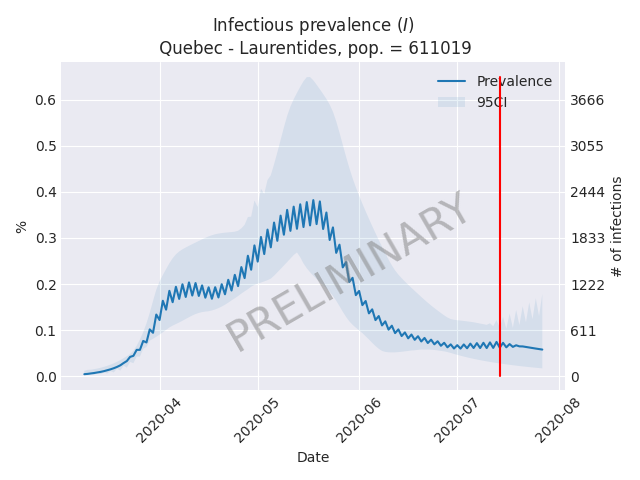 Infectious prevalence (I)
Quebec - Laurentides, pop. = 611019
Prevalence
95CI
PRELIMINARY
%
0.6
0.5
0.4
0.3
0.2
0.1
0.0
3666
3055
2444
1833
1222
611
0
# of infections
2020-04
2020-05
2020-06
2020-07
2020-08
Date